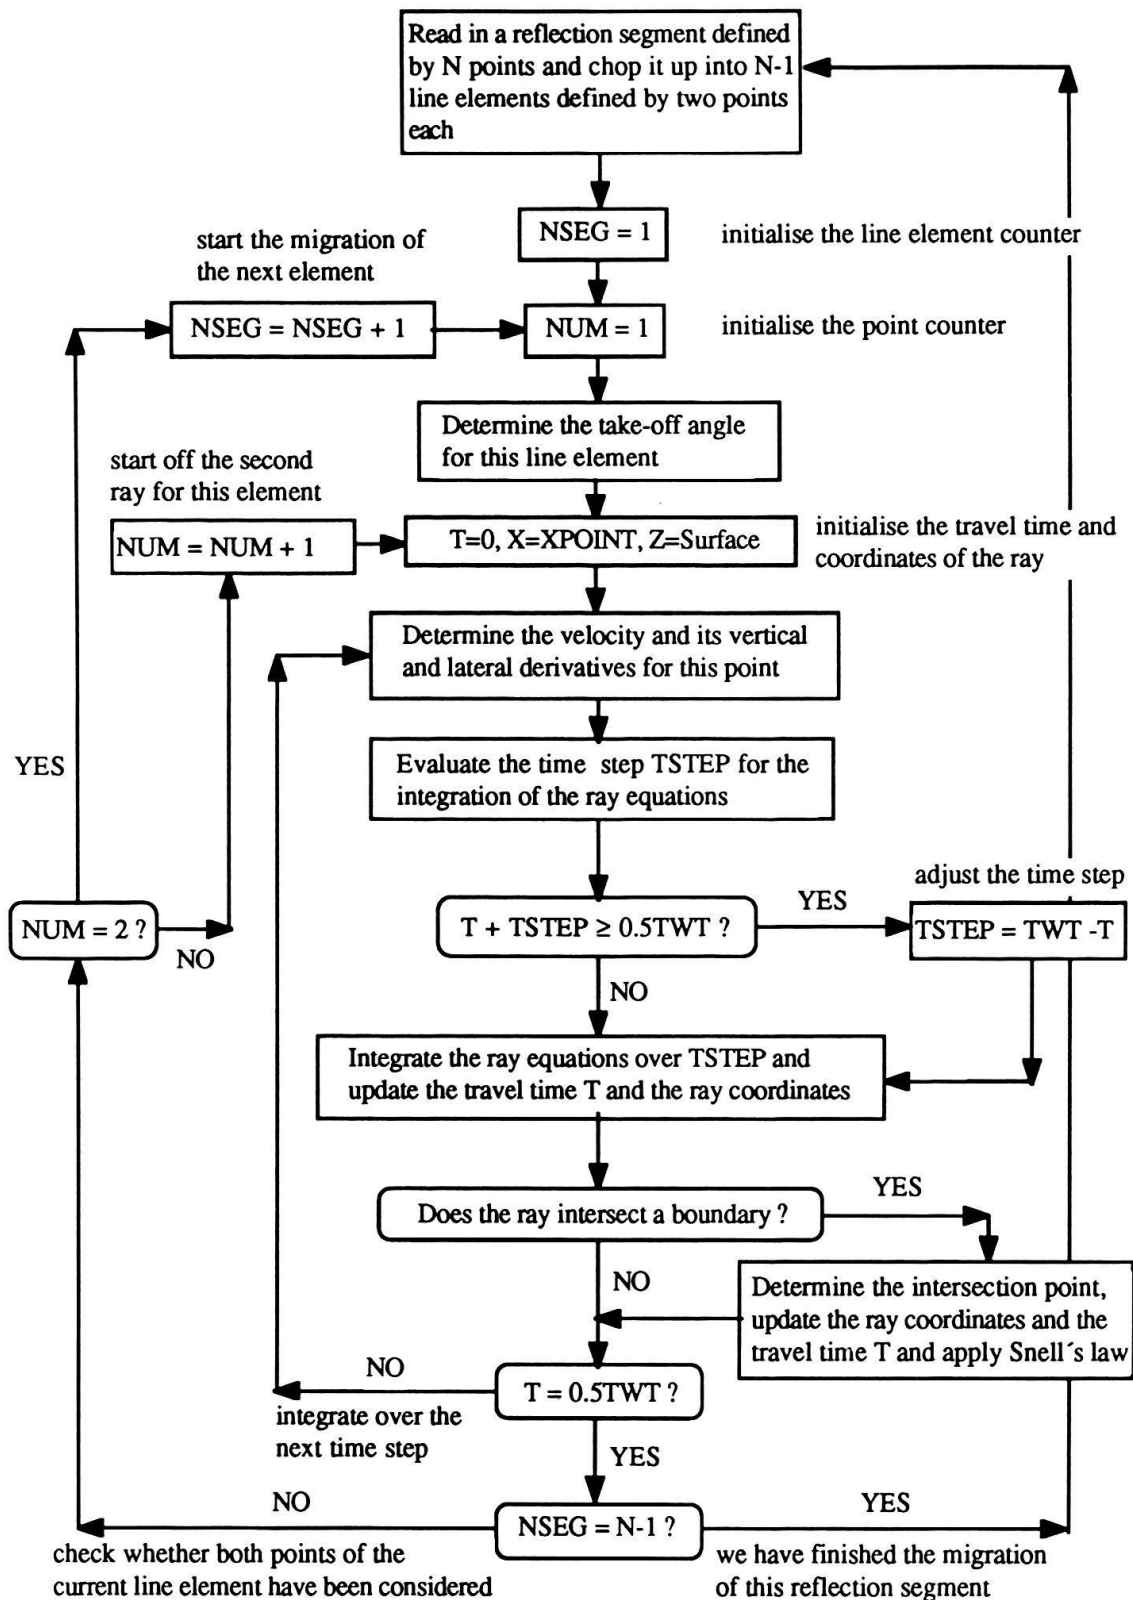 Read in a reflection segment defined
by N points and chop it up into N-1
line elements defined by two points
each
NSEG = 1
initialise the line element counter
start the migration of
the next element
NSEG = NSEG + 1
NUM = 1
initialise the point counter
Determine the take-off angle
for this line element
start off the second
ray for this element
NUM = NUM + 1
T=0, X=XPOINT, Z=Surface
initialise the travel time and
coordinates of the ray
Determine the velocity and its vertical
and lateral derivatives for this point
YES
Evaluate the time step TSTEP for the
integration of the ray equations
adjust the time step
NUM = 2 ?
NO
T + TSTEP ≥ 0.5TWT ?
YES
TSTEP = TWT -T
NO
Integrate the ray equations over TSTEP and
update the travel time T and the ray coordinates
Does the ray intersect a boundary ?
YES
NO
Determine the intersection point,
update the ray coordinates and the
travel time T and apply Snell´s law
NO
T = 0.5TWT ?
integrate over the
next time step
YES
NO
NSEG = N-1 ?
YES
check whether both points of the
current line element have been considered
we have finished the migration
of this reflection segment